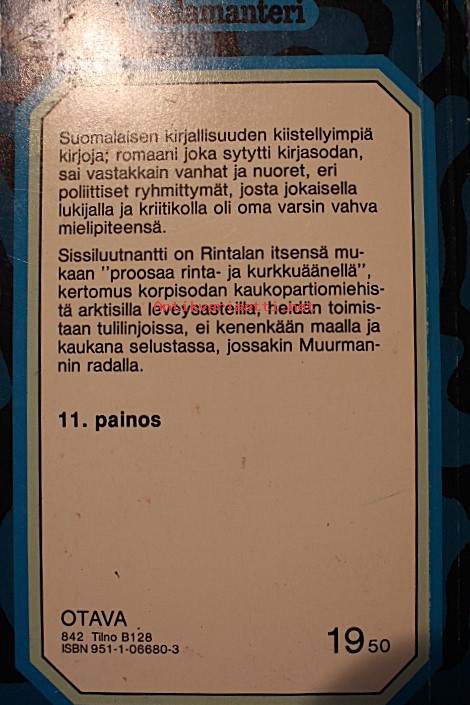 salamanteri
Suomalaisen kirjallisuuden kiistellyimpiä
kirjoja; romaani joka sytytti kirjasodan,
sai vastakkain vanhat ja nuoret, eri
poliittiset ryhmittymät, josta jokaisella
lukijalla ja kriitikolla oli oma varsin vahva
mielipiteensä.
Sissiluutnantti on Rintalan itsensä mu-
kaan "proosaa rinta- ja kurkkuäänellä",
kertomus korpisodan kaukopartiomiehis-
tä arktisilla leveysasteilla, heidän toimis-
taan tulilinjoissa, ei kenenkään maalla ja
kaukana selustassa, jossakin Muurman-
nin radalla.
11. painos
OTAVA
842 Tilno B128
ISBN 951-1-06680-3
19 50